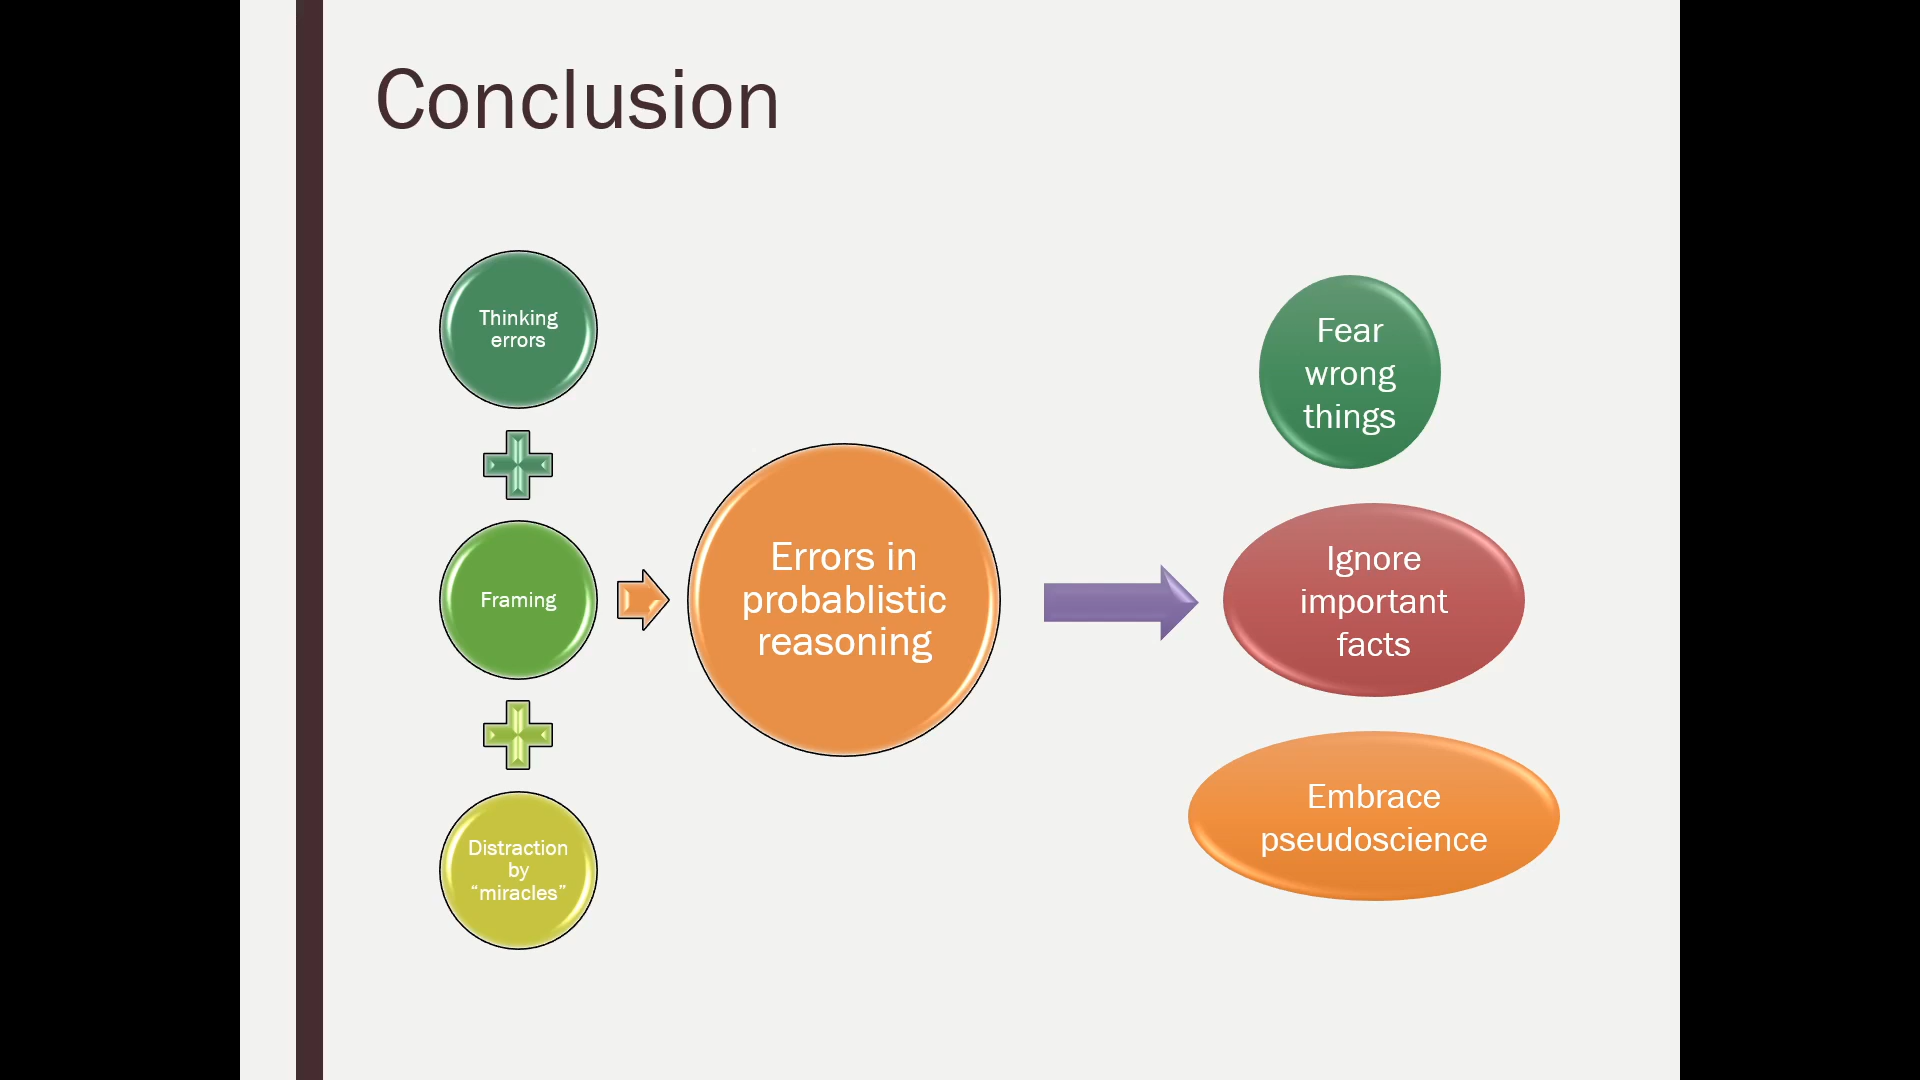 Conclusion
Thinking
errors
Framing
Distraction
by
“miracles”
Errors in
probablistic
reasoning
Fear
wrong
things
Ignore
important
facts
Embrace
pseudoscience